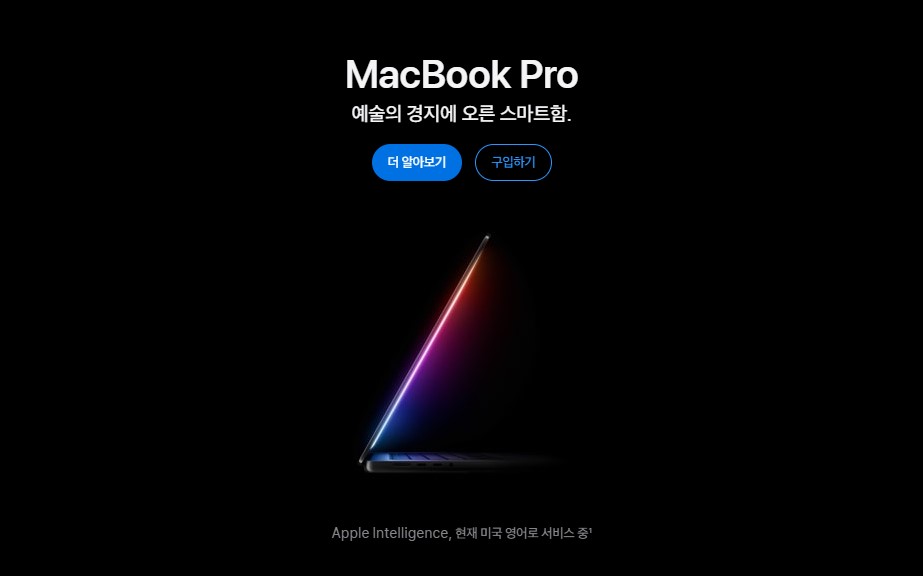 MacBook Pro
예술의 경지에 오른 스마트함.
더 알아보기 구입하기
Apple Intelligence, 현재 미국 영어로 서비스 중¹